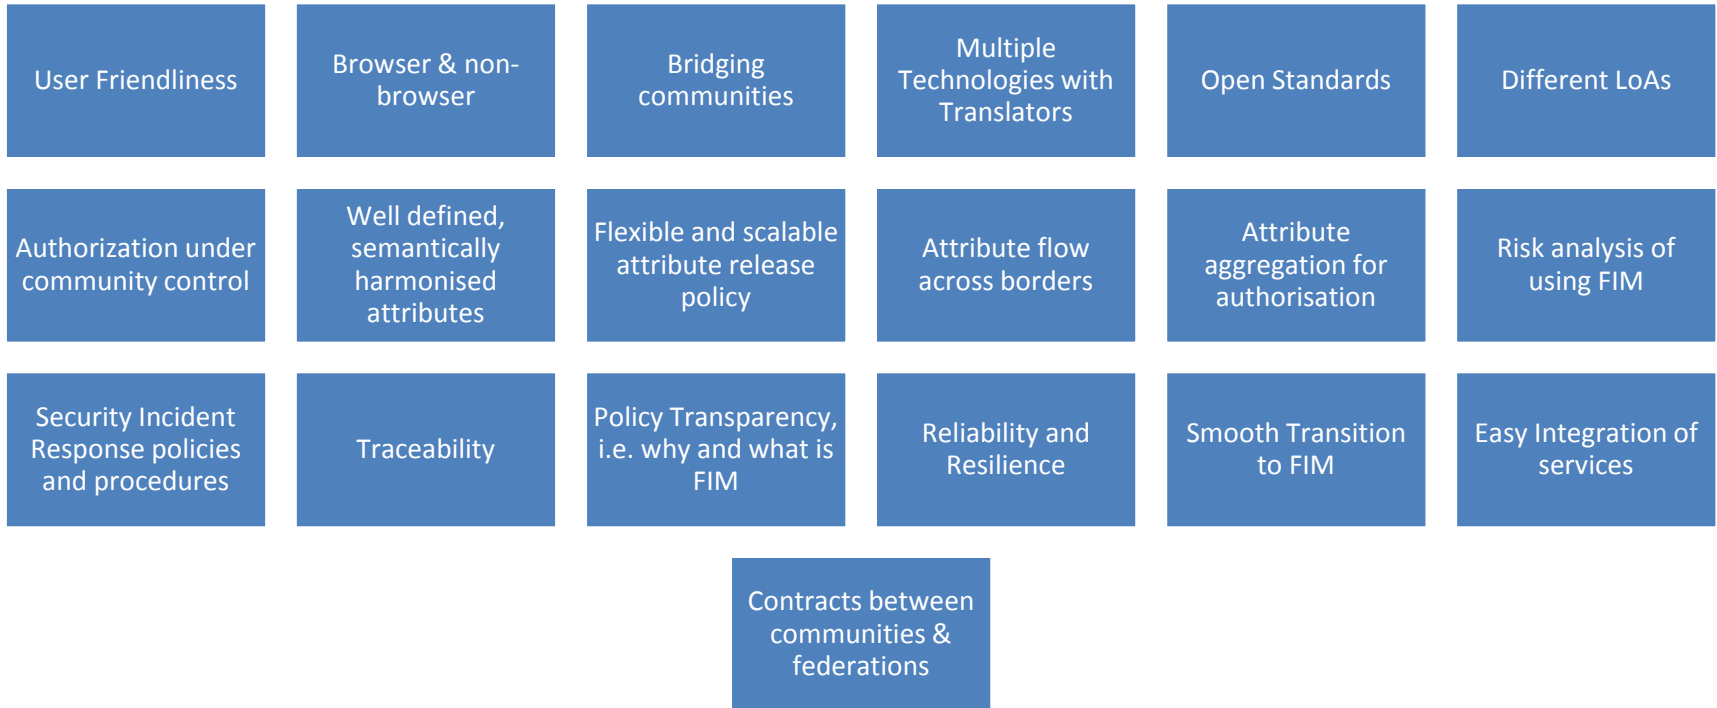 User Friendliness
Browser & non-
browser
Bridging
communities
Multiple
Technologies with
Translators
Open Standards
Different LoAs
Authorization under
community control
Well defined,
semantically
harmonised
attributes
Flexible and scalable
attribute release
policy
Attribute flow
across borders
Attribute
aggregation for
authorisation
Risk analysis of
using FIM
Security Incident
Response policies
and procedures
Traceability
Policy Transparency,
i.e. why and what is
FIM
Reliability and
Resilience
Smooth Transition
to FIM
Easy Integration of
services
Contracts between
communities &
federations